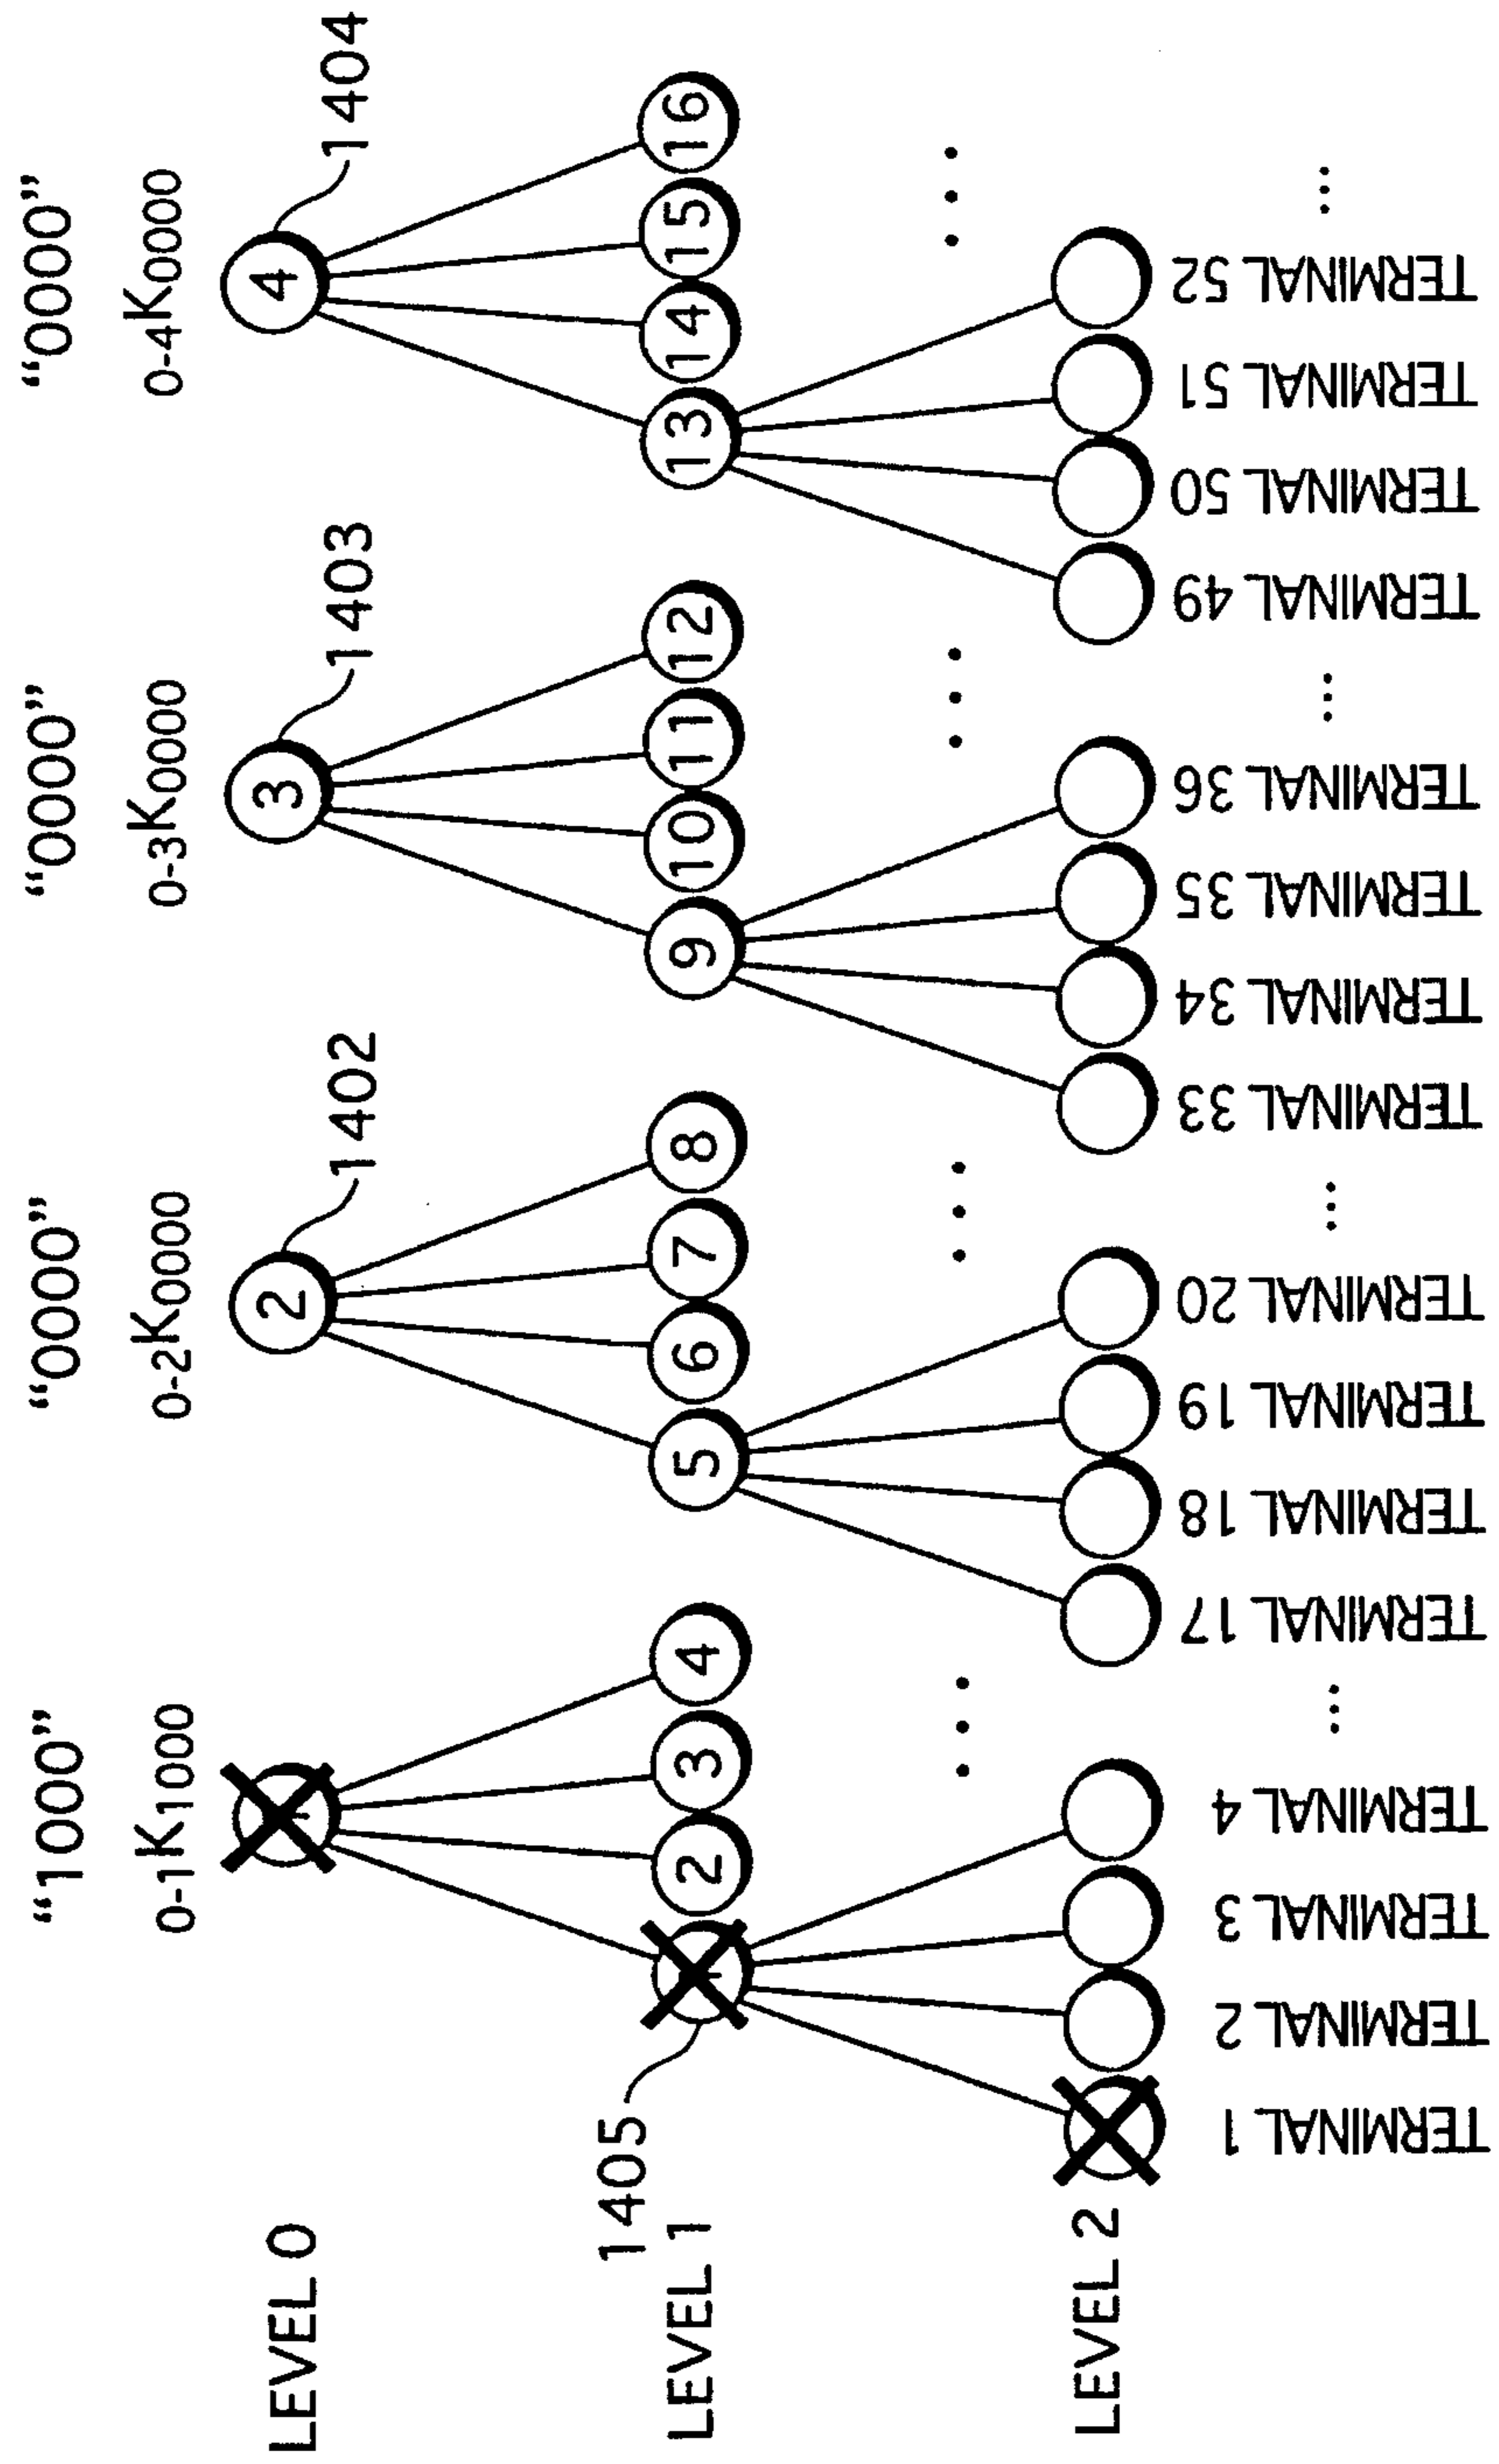 “1000” “0000” “0000” “0000”
0-1K1000 0-2K0000 0-3K0000 0-4K0000
LEVEL 0 2 3 4
1402 1403 1404
1405
LEVEL 1 2 3 4 5 6 7 8 9 10 11 12 13 14 15 16
... ... ... ...
LEVEL 2
TERMINAL 1
TERMINAL 2
TERMINAL 3
TERMINAL 4
...
TERMINAL 17
TERMINAL 18
TERMINAL 19
TERMINAL 20
...
TERMINAL 33
TERMINAL 34
TERMINAL 35
TERMINAL 36
...
TERMINAL 49
TERMINAL 50
TERMINAL 51
TERMINAL 52
...